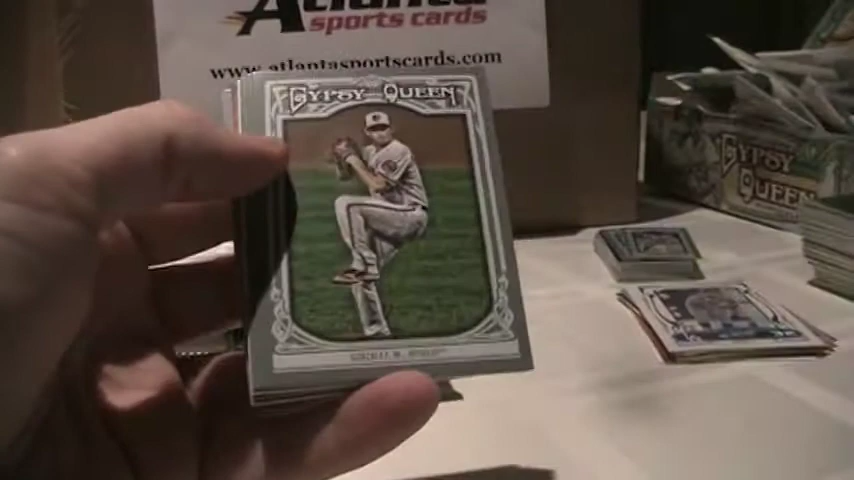 Atlanta
sports cards
www.atlantasportscards.com
GYPSY QUEEN
GYPSY
QUEEN